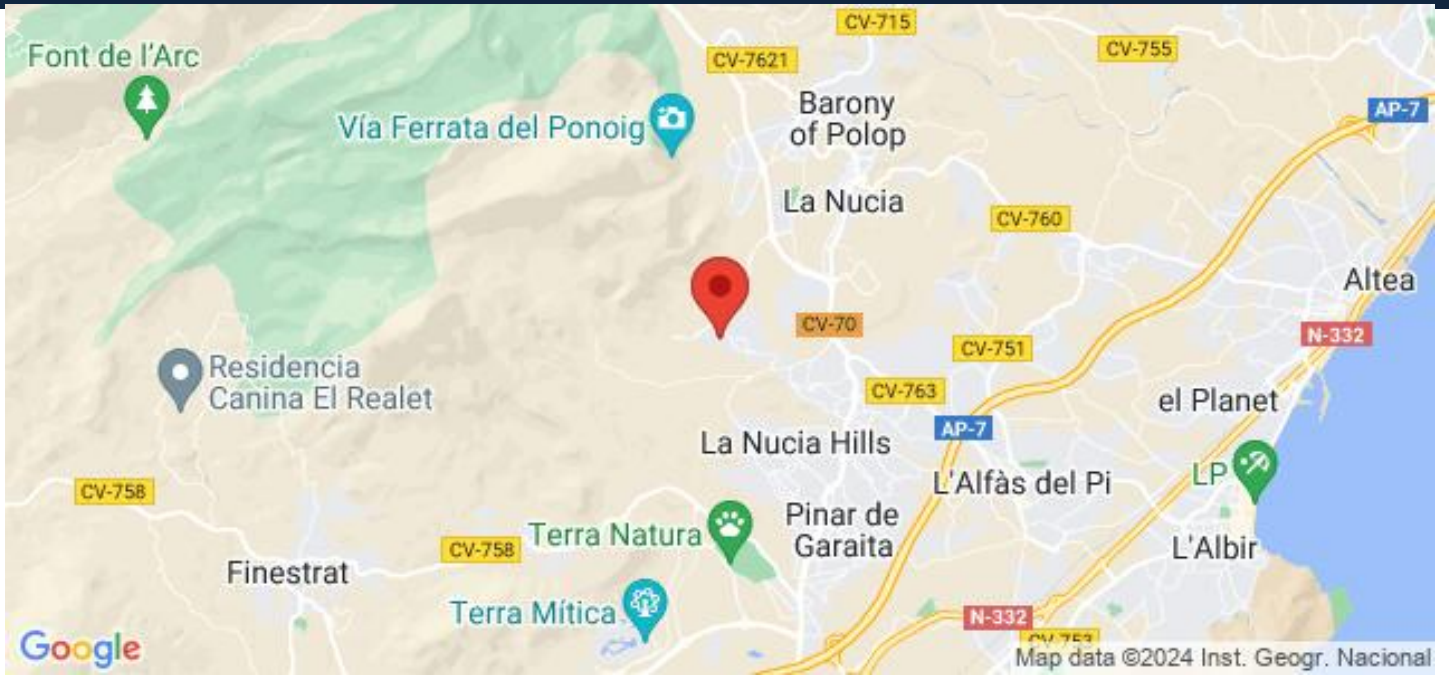 CV-715
CV-755
Font de l'Arc
CV-7621
Barony
of Polop
AP-7
Vía Ferrata del Ponoig
La Nucia
CV-760
Altea
CV-70
N-332
CV-751
Residencia
Canina El Realet
CV-763
el Planet
AP-7
La Nucia Hills
LP
L'Alfàs del Pi
CV-758
Pinar de
Garaita
Terra Natura
CV-758
L'Albir
Finestrat
Terra Mítica
N-332
CV-753
Google
Map data ©2024 Inst. Geogr. Nacional